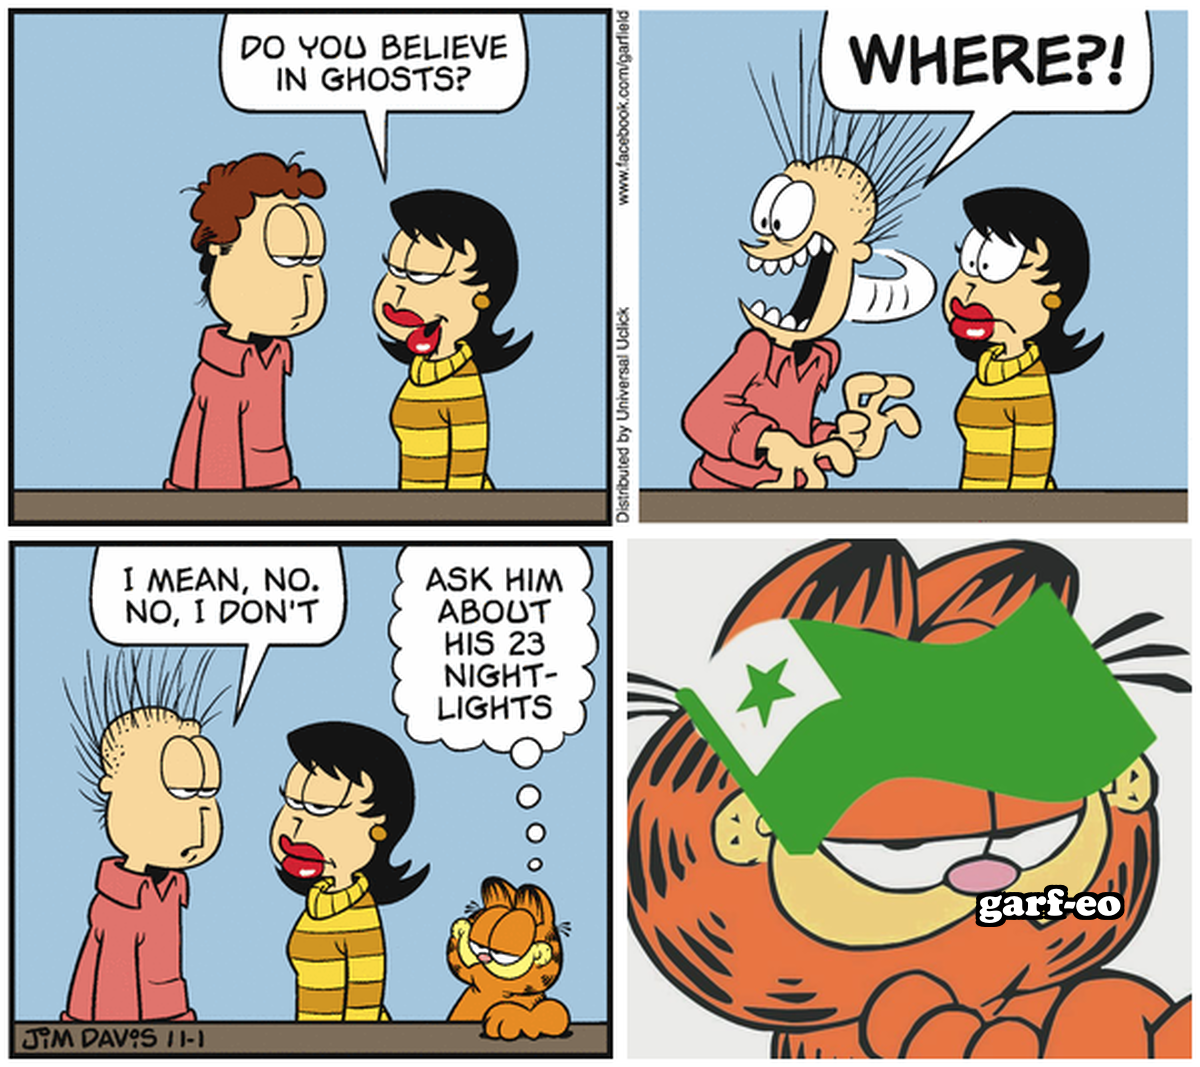 DO YOU BELIEVE
IN GHOSTS?
www.facebook.com/garfield
Distributed by Universal Uclick
WHERE?!
I MEAN, NO.
NO, I DON'T
ASK HIM
ABOUT
HIS 23
NIGHT-
LIGHTS
JIM DAVIS 11-1
garf-eo